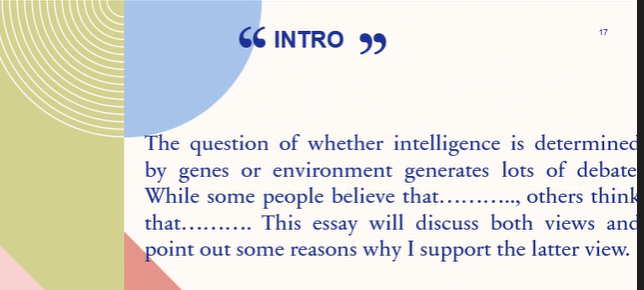 “ INTRO ”
17
The question of whether intelligence is determined
by genes or environment generates lots of debate
While some people believe that……….., others think
that………. This essay will discuss both views and
point out some reasons why I support the latter view.